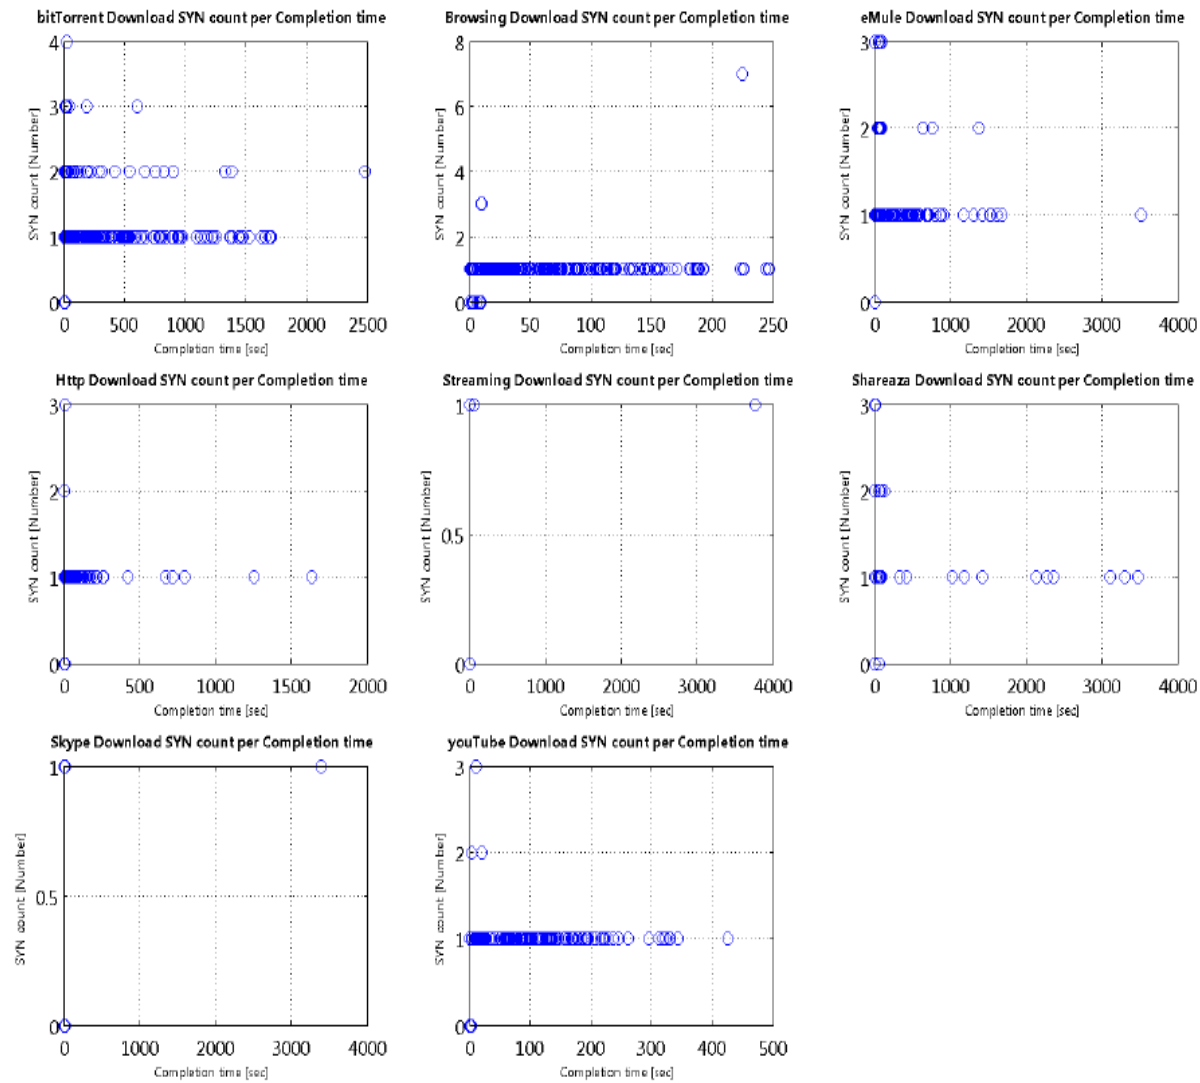 bitTorrent Download SYN count per Completion time
4
3
2
1
0
SYN count [Number]
0 500 1000 1500 2000 2500
Completion time [sec]
Browsing Download SYN count per Completion time
8
6
4
2
0
SYN count [Number]
0 50 100 150 200 250
Completion time [sec]
eMule Download SYN count per Completion time
3
2
1
0
SYN count [Number]
0 1000 2000 3000 4000
Completion time [sec]
Http Download SYN count per Completion time
3
2
1
0
SYN count [Number]
0 500 1000 1500 2000
Completion time [sec]
Streaming Download SYN count per Completion time
1
0.5
0
SYN count [Number]
0 1000 2000 3000 4000
Completion time [sec]
Shareaza Download SYN count per Completion time
3
2
1
0
SYN count [Number]
0 1000 2000 3000 4000
Completion time [sec]
Skype Download SYN count per Completion time
1
0.5
0
SYN count [Number]
0 1000 2000 3000 4000
Completion time [sec]
youTube Download SYN count per Completion time
3
2
1
0
SYN count [Number]
0 100 200 300 400 500
Completion time [sec]